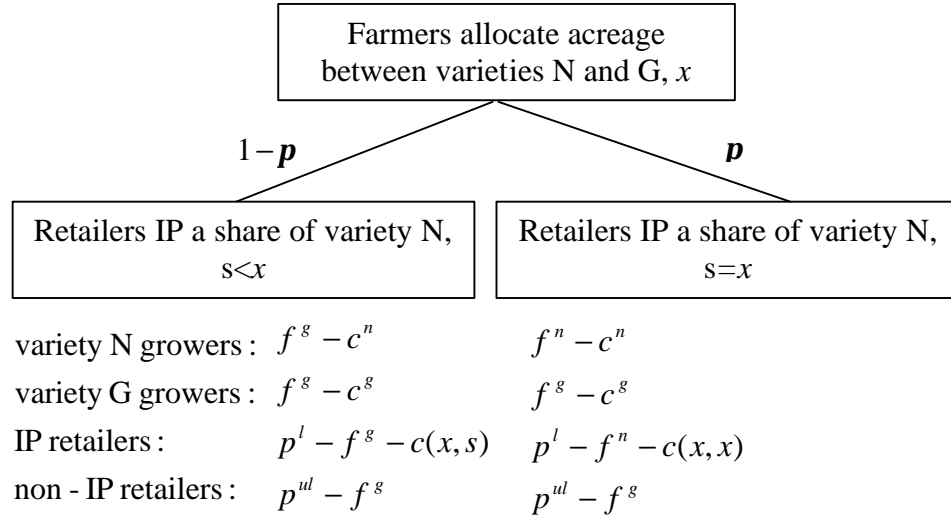 Farmers allocate acreage
between varieties N and G, x
1 − p
p
Retailers IP a share of variety N,
s<x
Retailers IP a share of variety N,
s=x
variety N growers : f^g − c^n f^n − c^n
variety G growers : f^g − c^g f^g − c^g
IP retailers : p^l − f^g − c(x, s) p^l − f^n − c(x, x)
non - IP retailers : p^ul − f^g p^ul − f^g